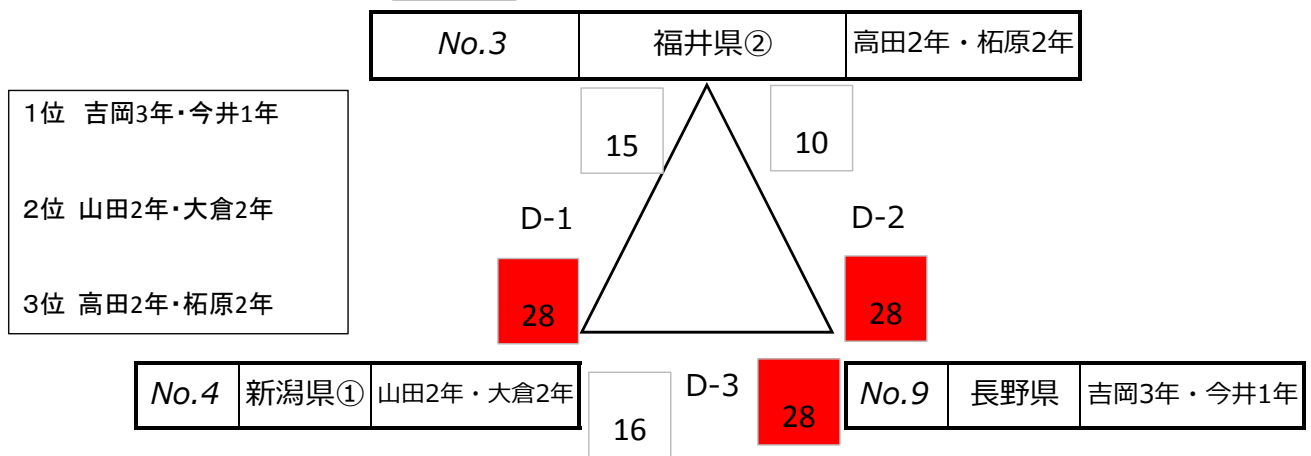 No.3 福井県② 高田2年・柘原2年
1位 吉岡3年・今井1年
15 10
2位 山田2年・大倉2年
D-1 D-2
3位 高田2年・柘原2年
28 28
No.4 新潟県① 山田2年・大倉2年
16 D-3 28
No.9 長野県 吉岡3年・今井1年